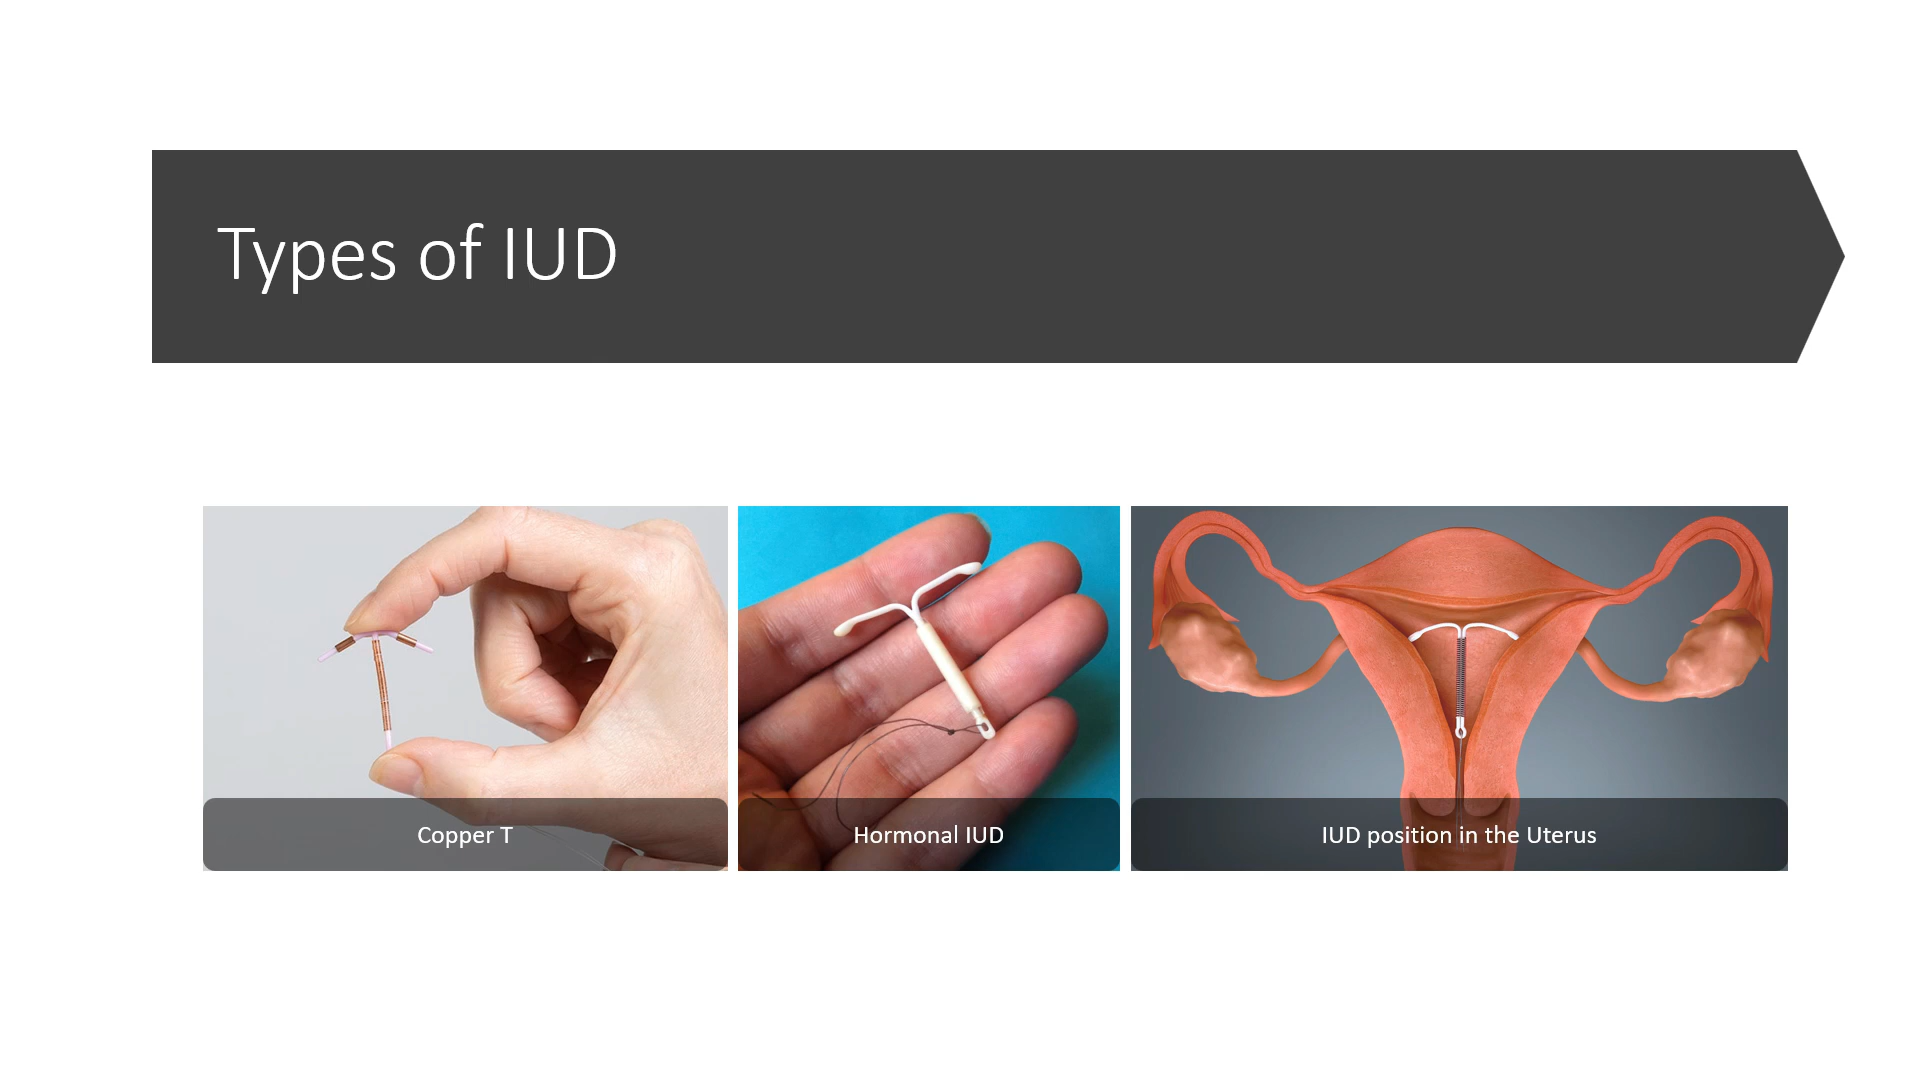 Types of IUD
Copper T
Hormonal IUD
IUD position in the Uterus